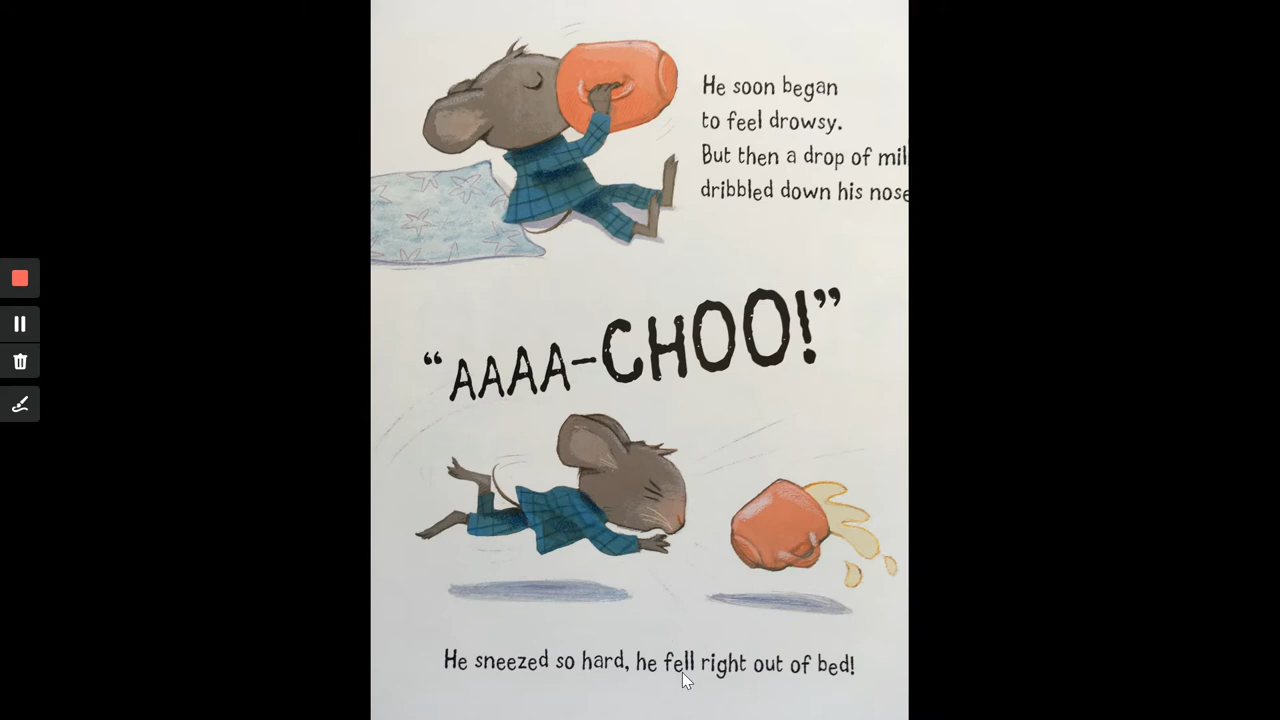 He soon began
to feel drowsy.
But then a drop of mil
dribbled down his nose
“AAAA-CHOO!”
He sneezed so hard, he fell right out of bed!